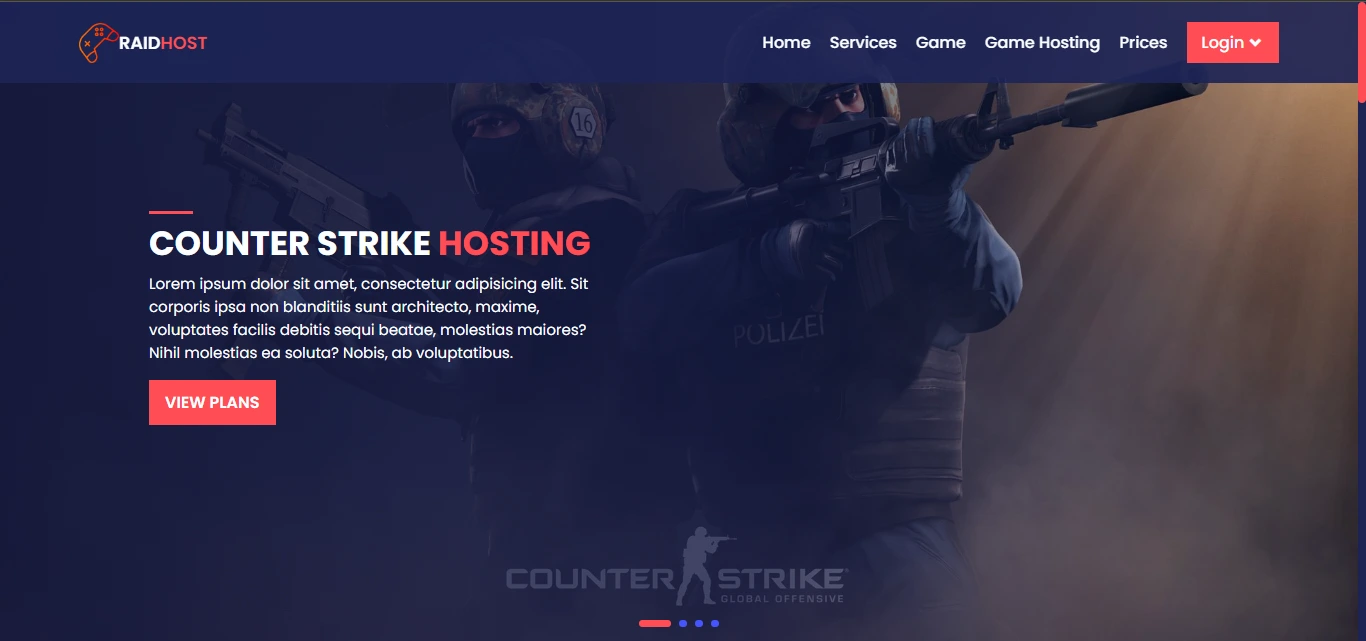 RAIDHOST
Home Services Game Game Hosting Prices Login
16
COUNTER STRIKE HOSTING
Lorem ipsum dolor sit amet, consectetur adipisicing elit. Sit
corporis ipsa non blanditiis sunt architecto, maxime,
voluptates facilis debitis sequi beatae, molestias maiores?
Nihil molestias ea soluta? Nobis, ab voluptatibus.
POLIZEI
VIEW PLANS
COUNTER STRIKE
GLOBAL OFFENSIVE